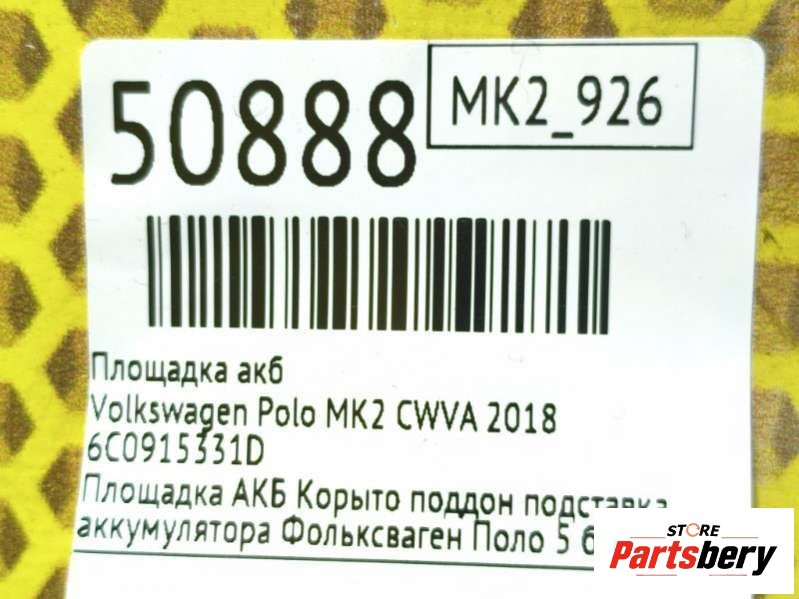 50888
MK2_926
Площадка акб
Volkswagen Polo MK2 CWVA 2018
6C0915331D
Площадка АКБ Корыто поддон подставка
аккумулятора Фольксваген Поло 5 б
STORE
Partsbery